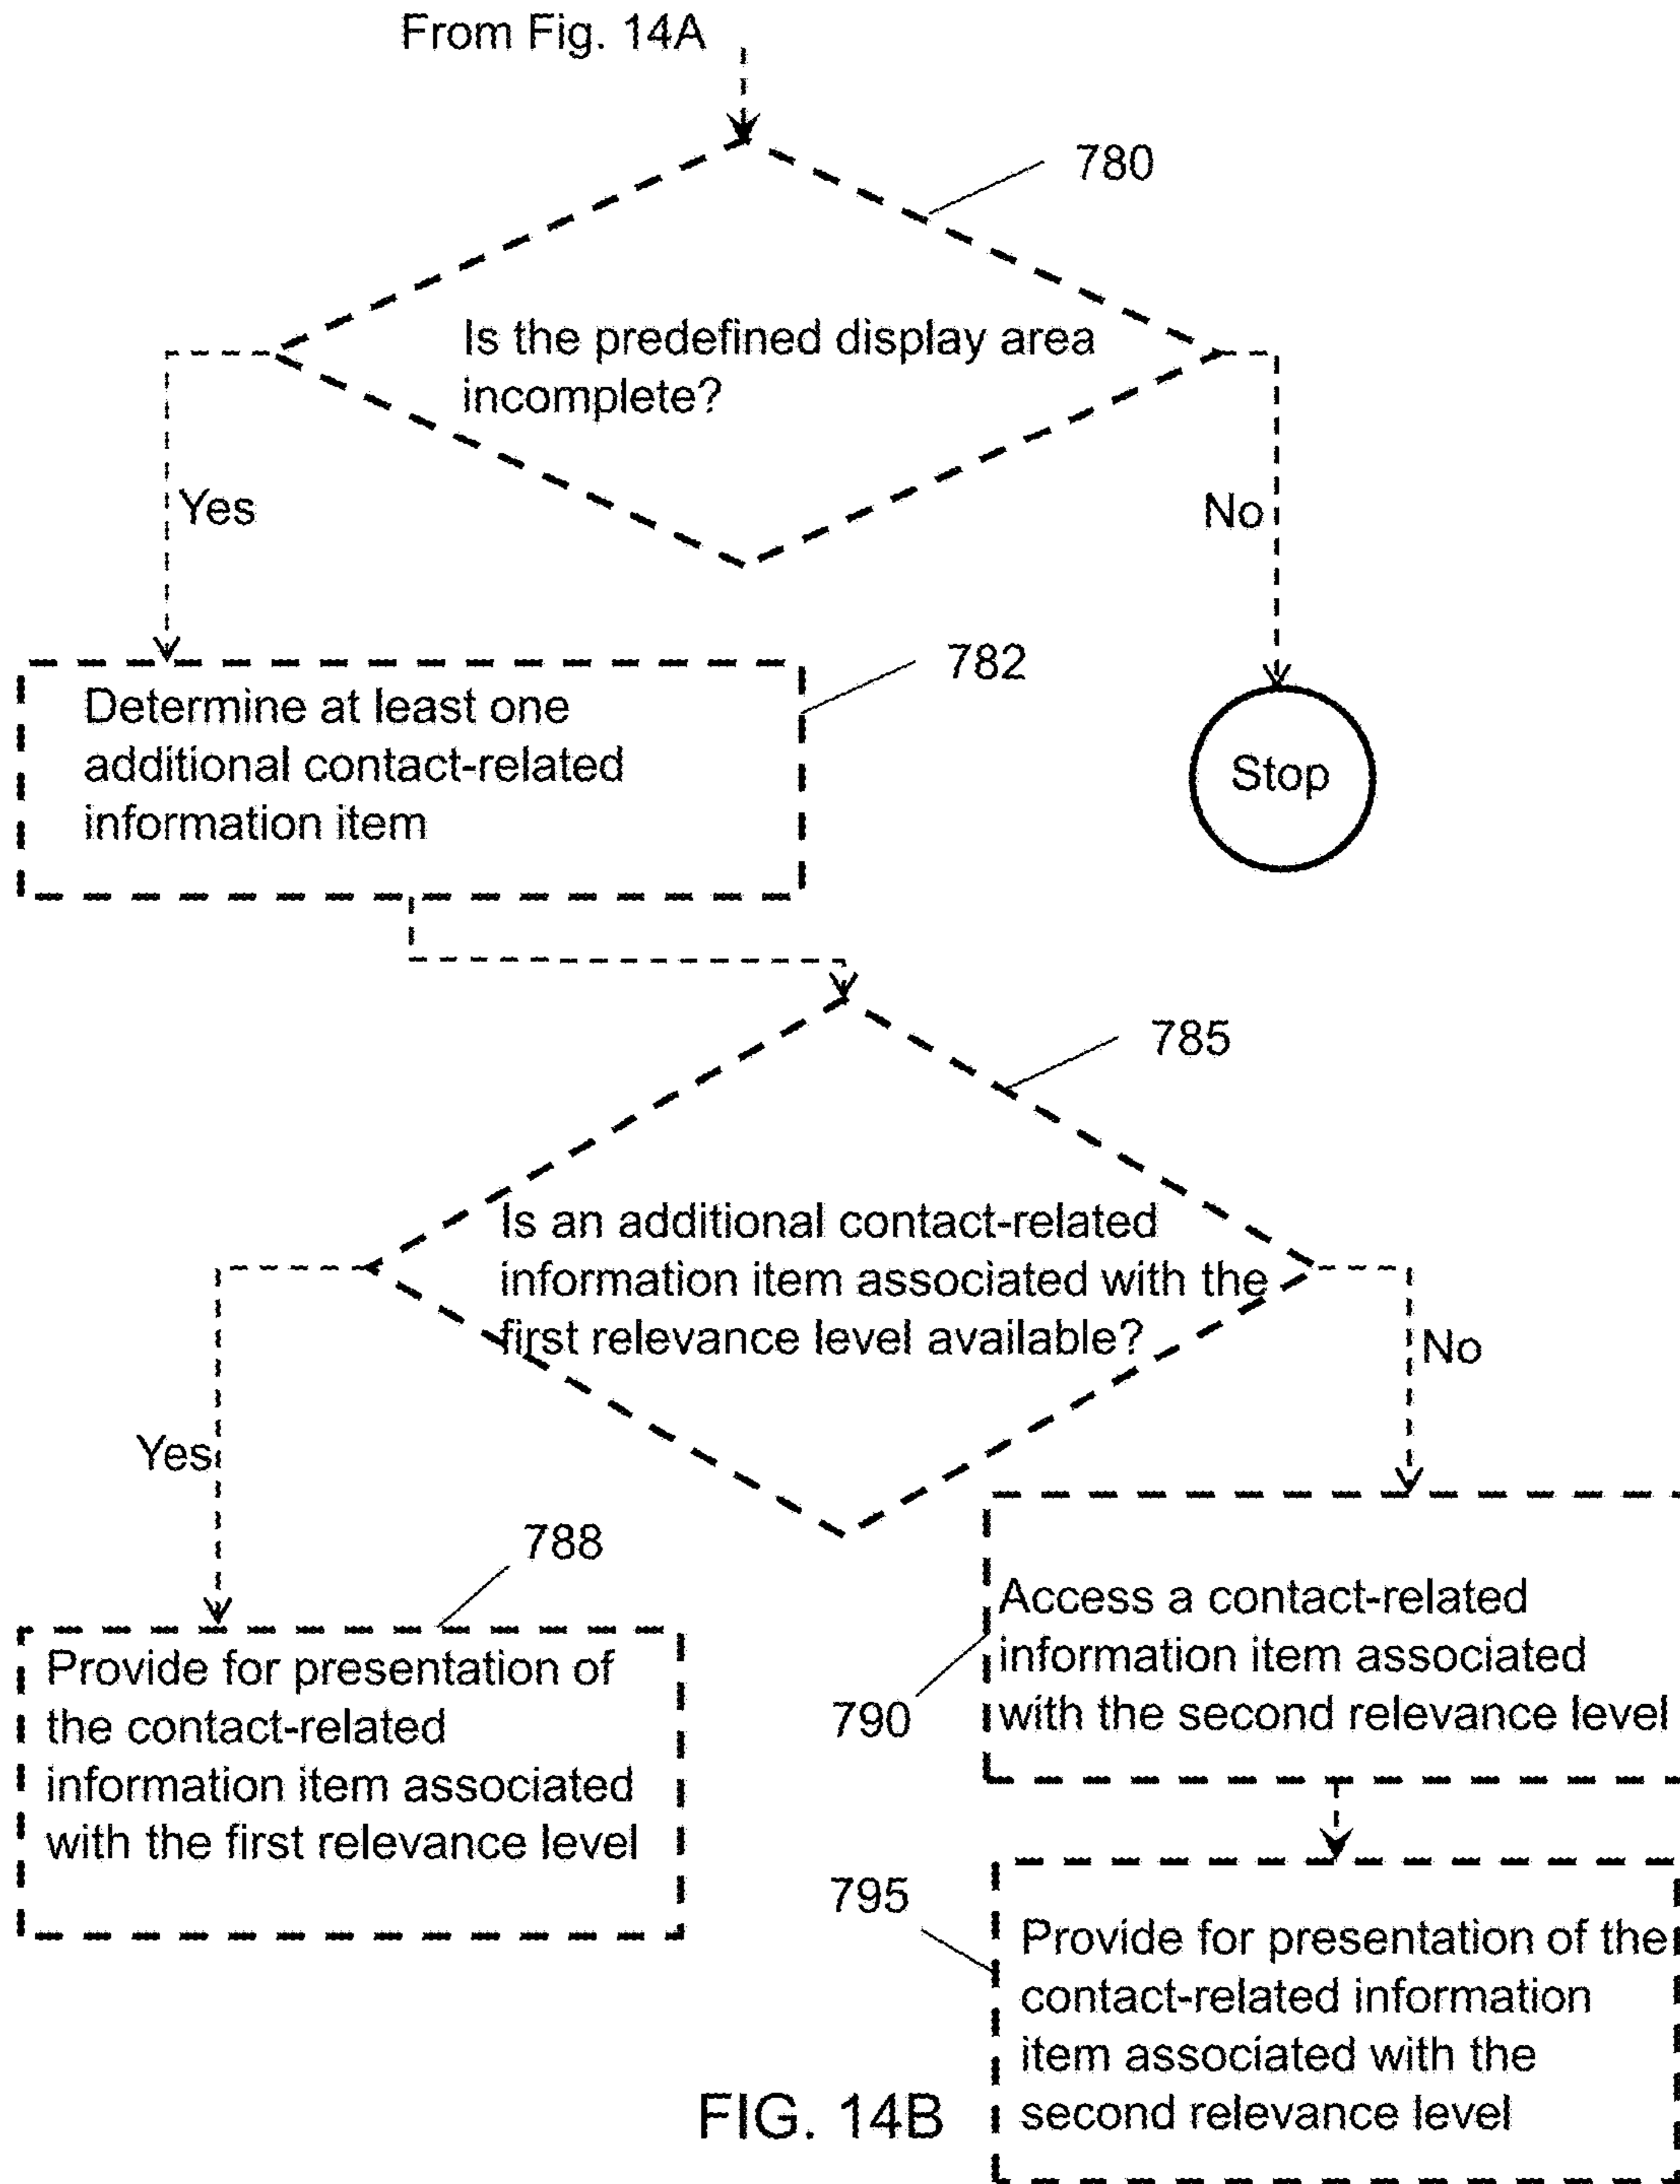 From Fig. 14A
780
Is the predefined display area
incomplete?
Yes
No
782
Determine at least one
additional contact-related
information item
Stop
785
Is an additional contact-related
information item associated with the
first relevance level available?
Yes
No
788
Provide for presentation of
the contact-related
information item associated
with the first relevance level
790
Access a contact-related
information item associated
with the second relevance level
795
Provide for presentation of the
contact-related information
item associated with the
second relevance level
FIG. 14B